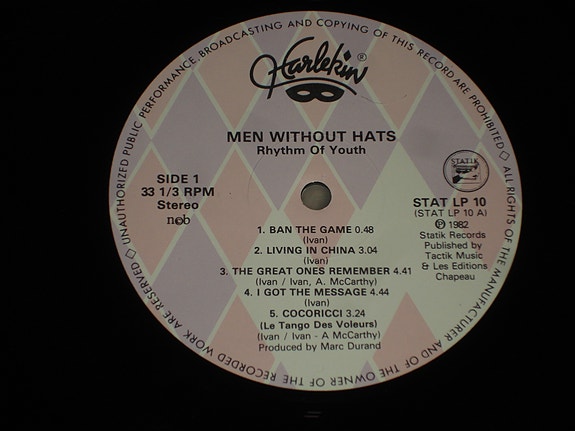 UNAUTHORIZED PUBLIC PERFORMANCE, BROADCASTING AND COPYING OF THIS RECORD ARE PROHIBITED ◇ ALL RIGHTS OF THE MANUFACTURER AND OF THE OWNER OF THE RECORDED WORK ARE RESERVED ◇
Harlekin ®
MEN WITHOUT HATS
Rhythm Of Youth
STATIK
SIDE 1
33 1/3 RPM
Stereo
ncb
STAT LP 10
(STAT LP 10 A)
℗ 1982
Statik Records
Published by
Tactik Music
& Les Editions
Chapeau
1. BAN THE GAME 0.48
(Ivan)
2. LIVING IN CHINA 3.04
(Ivan)
3. THE GREAT ONES REMEMBER 4.41
(Ivan / Ivan, A. McCarthy)
4. I GOT THE MESSAGE 4.44
(Ivan)
5. COCORICCI 3.24
(Le Tango Des Voleurs)
(Ivan / Ivan - A McCarthy)
Produced by Marc Durand